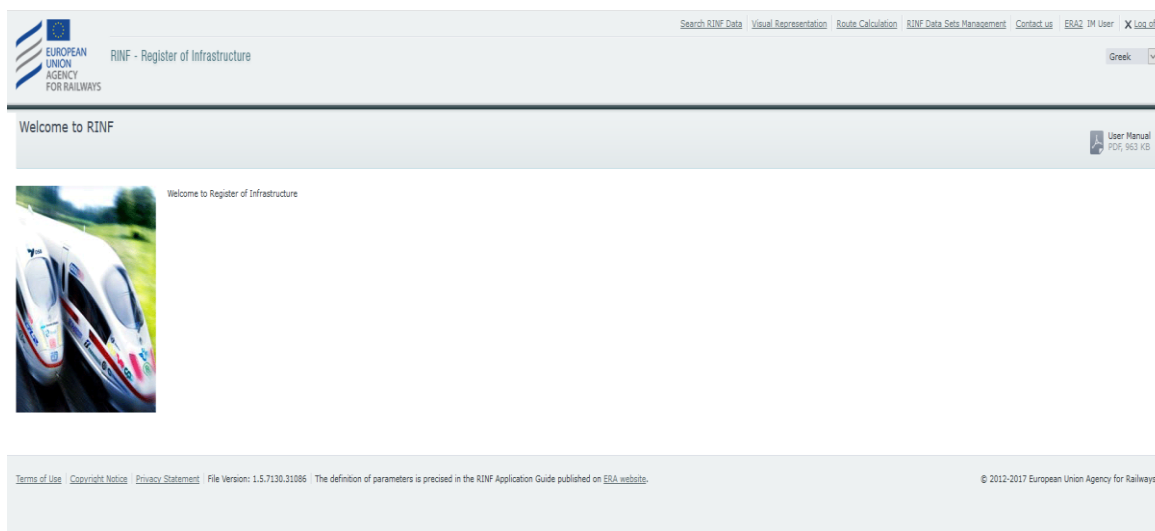 Search RINF Data Visual Representation Route Calculation RINF Data Sets Management Contact us ERA2 IM User X Log of
EUROPEAN
UNION
AGENCY
FOR RAILWAYS
RINF - Register of Infrastructure
Greek
Welcome to RINF
User Manual
PDF, 963 KB
Welcome to Register of Infrastructure
Terms of Use Copyright Notice Privacy Statement File Version: 1.5.7130.31086 The definition of parameters is precised in the RINF Application Guide published on ERA website.
© 2012-2017 European Union Agency for Railways